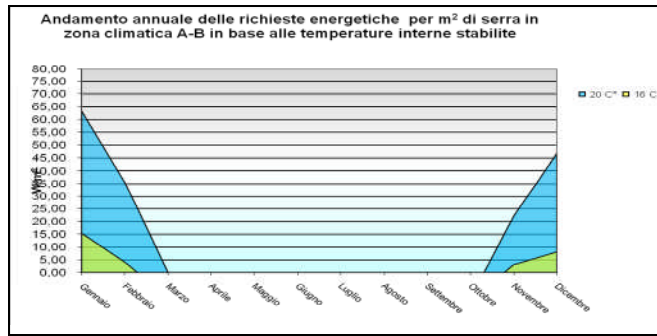 Andamento annuale delle richieste energetiche per m² di serra in
zona climatica A-B in base alle temperature interne stabilite
80,00
75,00
70,00
65,00
60,00
55,00
50,00
45,00
40,00
35,00
30,00
25,00
20,00
15,00
10,00
5,00
0,00
W/m²
Gennaio
Febbraio
Marzo
Aprile
Maggio
Giugno
Luglio
Agosto
Settembre
Ottobre
Novembre
Dicembre
20 C° 16 C